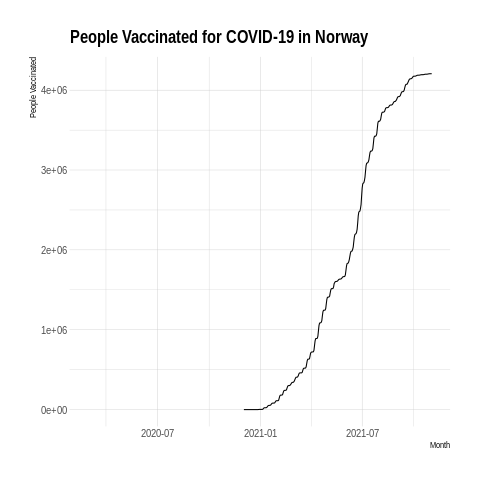 People Vaccinated for COVID-19 in Norway
People Vaccinated
4e+06
3e+06
2e+06
1e+06
0e+00
2020-07
2021-01
2021-07
Month